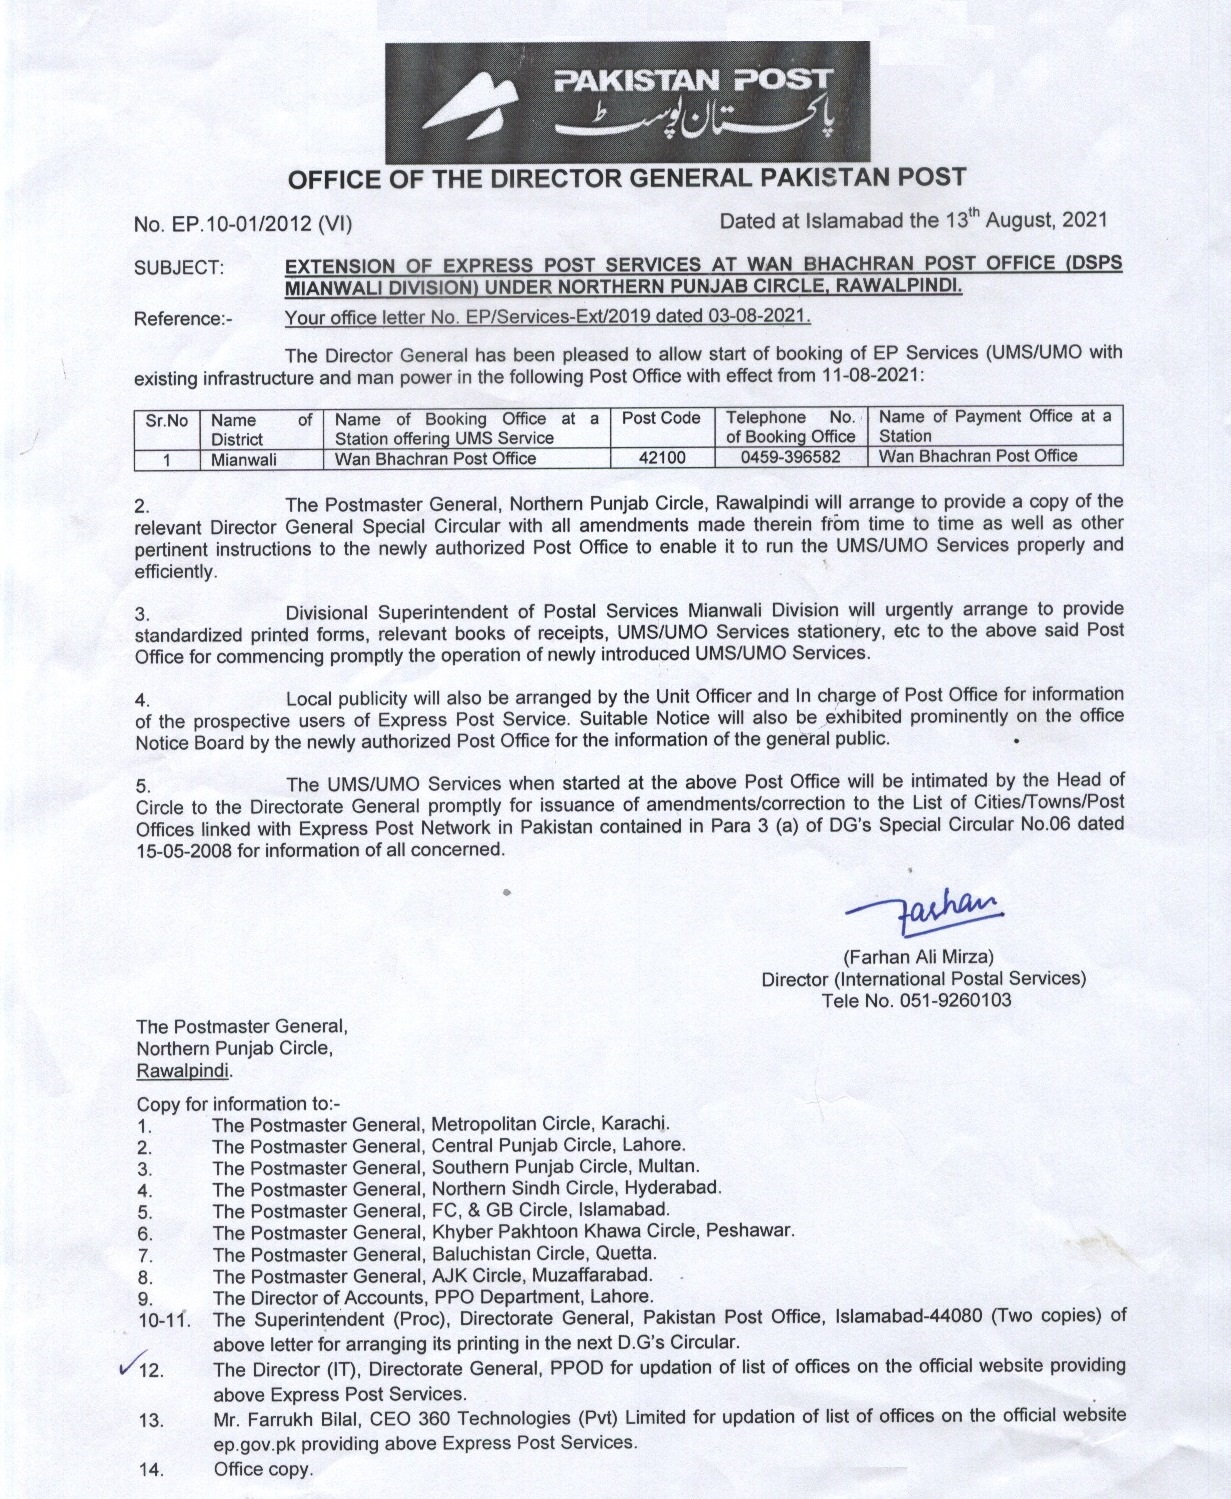 PAKISTAN POST
پاکستان پوسٹ
OFFICE OF THE DIRECTOR GENERAL PAKISTAN POST
No. EP.10-01/2012 (VI) Dated at Islamabad the 13th August, 2021
SUBJECT: EXTENSION OF EXPRESS POST SERVICES AT WAN BHACHRAN POST OFFICE (DSPS
MIANWALI DIVISION) UNDER NORTHERN PUNJAB CIRCLE, RAWALPINDI.
Reference:- Your office letter No. EP/Services-Ext/2019 dated 03-08-2021.
The Director General has been pleased to allow start of booking of EP Services (UMS/UMO with
existing infrastructure and man power in the following Post Office with effect from 11-08-2021:
Sr.No Name of Name of Booking Office at a Post Code Telephone No. Name of Payment Office at a
District Station offering UMS Service of Booking Office Station
1 Mianwali Wan Bhachran Post Office 42100 0459-396582 Wan Bhachran Post Office
2. The Postmaster General, Northern Punjab Circle, Rawalpindi will arrange to provide a copy of the
relevant Director General Special Circular with all amendments made therein from time to time as well as other
pertinent instructions to the newly authorized Post Office to enable it to run the UMS/UMO Services properly and
efficiently.
3. Divisional Superintendent of Postal Services Mianwali Division will urgently arrange to provide
standardized printed forms, relevant books of receipts, UMS/UMO Services stationery, etc to the above said Post
Office for commencing promptly the operation of newly introduced UMS/UMO Services.
4. Local publicity will also be arranged by the Unit Officer and In charge of Post Office for information
of the prospective users of Express Post Service. Suitable Notice will also be exhibited prominently on the office
Notice Board by the newly authorized Post Office for the information of the general public.
5. The UMS/UMO Services when started at the above Post Office will be intimated by the Head of
Circle to the Directorate General promptly for issuance of amendments/correction to the List of Cities/Towns/Post
Offices linked with Express Post Network in Pakistan contained in Para 3 (a) of DG's Special Circular No.06 dated
15-05-2008 for information of all concerned.
Farhan
(Farhan Ali Mirza)
Director (International Postal Services)
Tele No. 051-9260103
The Postmaster General,
Northern Punjab Circle,
Rawalpindi.
Copy for information to:-
1. The Postmaster General, Metropolitan Circle, Karachi.
2. The Postmaster General, Central Punjab Circle, Lahore.
3. The Postmaster General, Southern Punjab Circle, Multan.
4. The Postmaster General, Northern Sindh Circle, Hyderabad.
5. The Postmaster General, FC, & GB Circle, Islamabad.
6. The Postmaster General, Khyber Pakhtoon Khawa Circle, Peshawar.
7. The Postmaster General, Baluchistan Circle, Quetta.
8. The Postmaster General, AJK Circle, Muzaffarabad.
9. The Director of Accounts, PPO Department, Lahore.
10-11. The Superintendent (Proc), Directorate General, Pakistan Post Office, Islamabad-44080 (Two copies) of
above letter for arranging its printing in the next D.G's Circular.
12. The Director (IT), Directorate General, PPOD for updation of list of offices on the official website providing
above Express Post Services.
13. Mr. Farrukh Bilal, CEO 360 Technologies (Pvt) Limited for updation of list of offices on the official website
ep.gov.pk providing above Express Post Services.
14. Office copy.